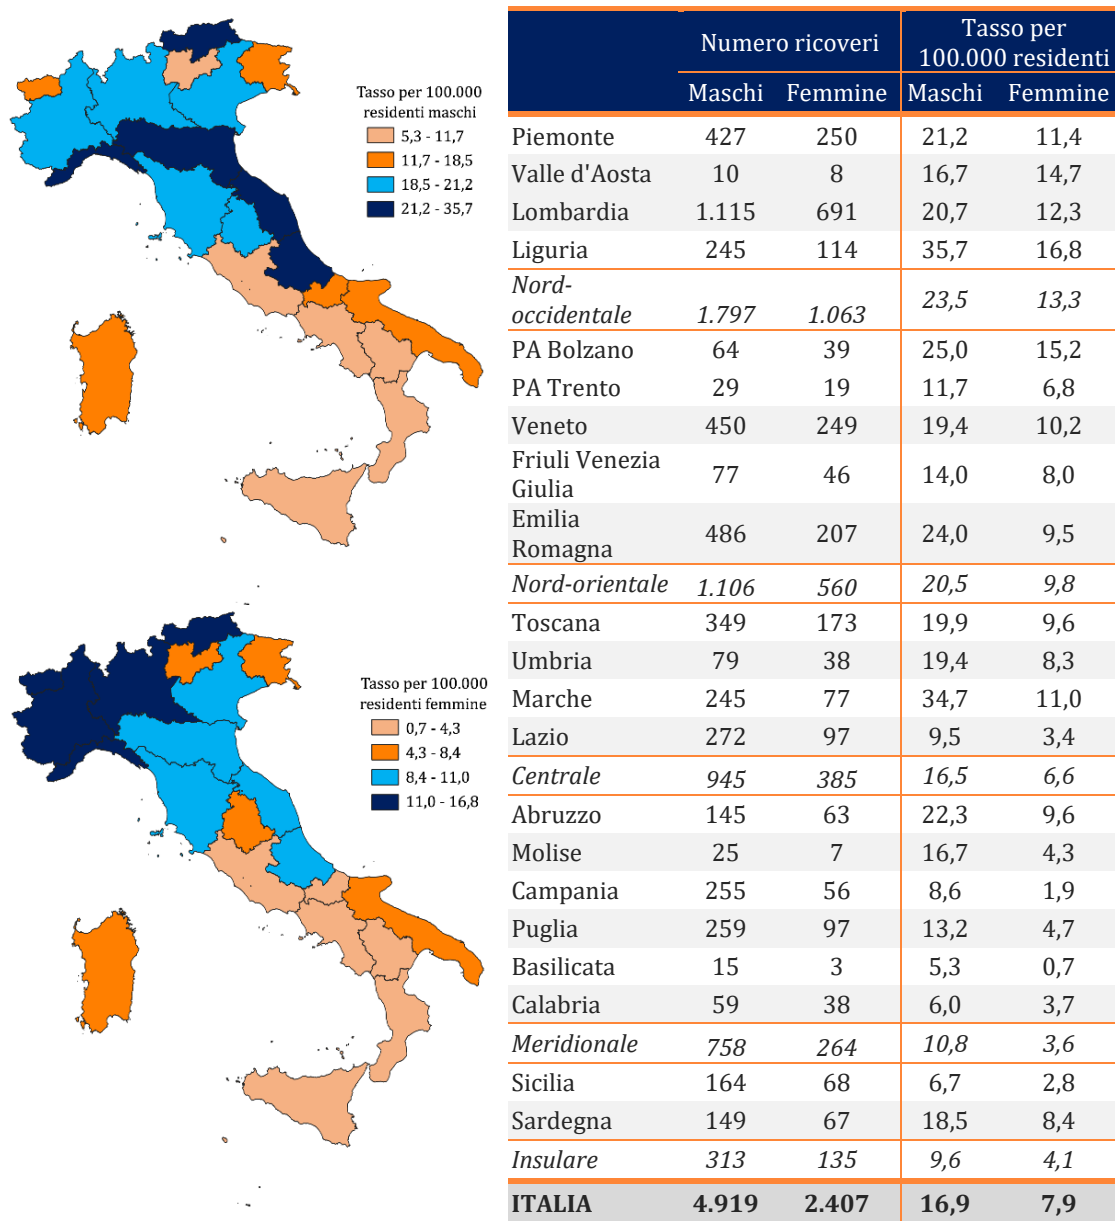 Tasso per 100.000
residenti maschi
5,3 - 11,7
11,7 - 18,5
18,5 - 21,2
21,2 - 35,7
Tasso per 100.000
residenti femmine
0,7 - 4,3
4,3 - 8,4
8,4 - 11,0
11,0 - 16,8
Numero ricoveri Tasso per
100.000 residenti
Maschi Femmine Maschi Femmine
Piemonte 427 250 21,2 11,4
Valle d'Aosta 10 8 16,7 14,7
Lombardia 1.115 691 20,7 12,3
Liguria 245 114 35,7 16,8
Nord-
occidentale 1.797 1.063 23,5 13,3
PA Bolzano 64 39 25,0 15,2
PA Trento 29 19 11,7 6,8
Veneto 450 249 19,4 10,2
Friuli Venezia
Giulia 77 46 14,0 8,0
Emilia
Romagna 486 207 24,0 9,5
Nord-orientale 1.106 560 20,5 9,8
Toscana 349 173 19,9 9,6
Umbria 79 38 19,4 8,3
Marche 245 77 34,7 11,0
Lazio 272 97 9,5 3,4
Centrale 945 385 16,5 6,6
Abruzzo 145 63 22,3 9,6
Molise 25 7 16,7 4,3
Campania 255 56 8,6 1,9
Puglia 259 97 13,2 4,7
Basilicata 15 3 5,3 0,7
Calabria 59 38 6,0 3,7
Meridionale 758 264 10,8 3,6
Sicilia 164 68 6,7 2,8
Sardegna 149 67 18,5 8,4
Insulare 313 135 9,6 4,1
ITALIA 4.919 2.407 16,9 7,9